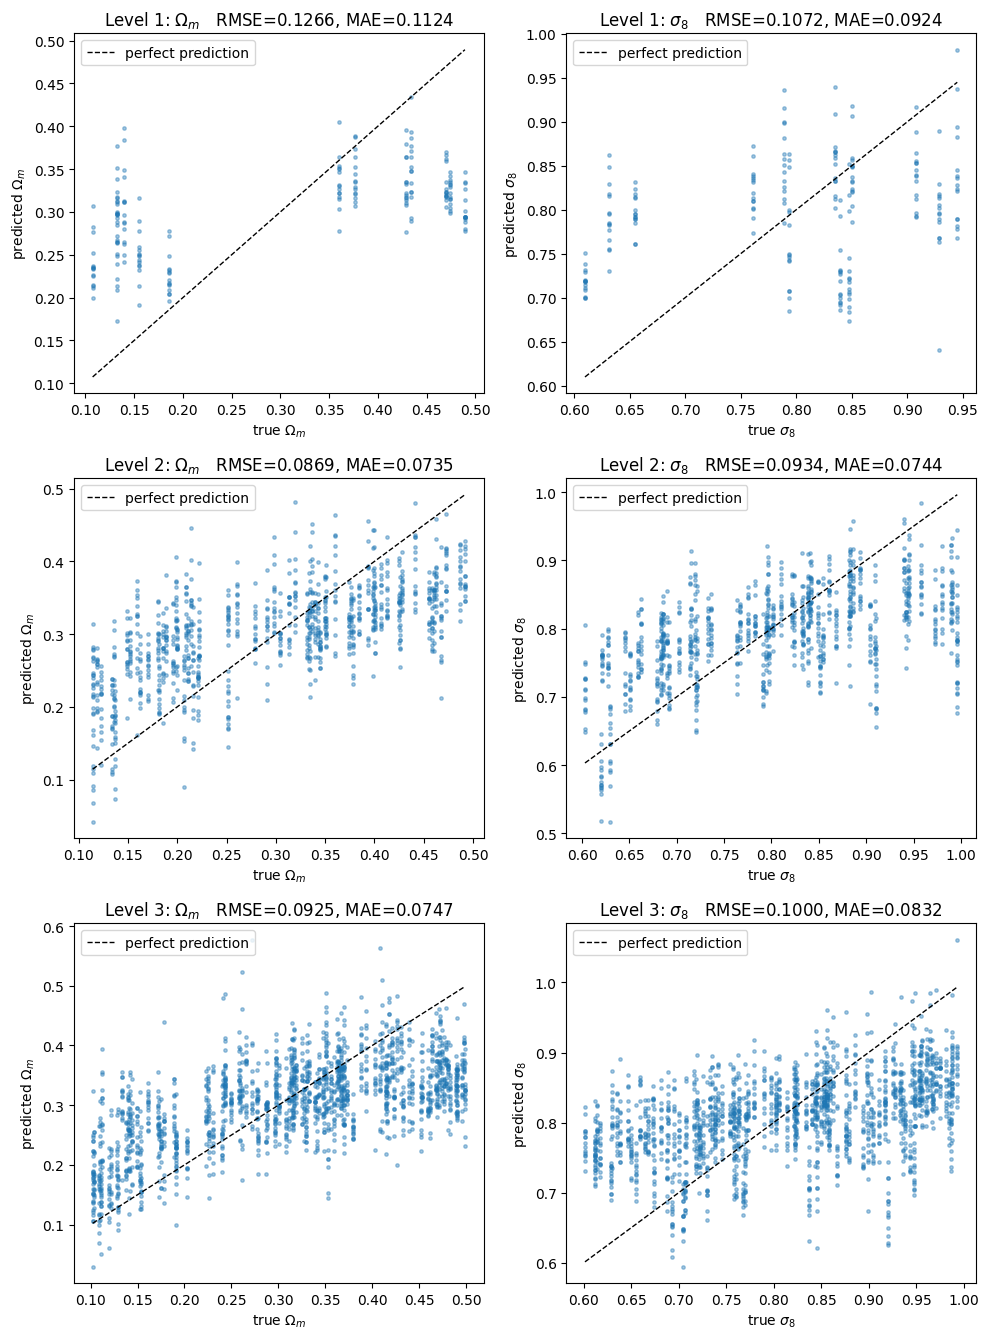 Level 1: Ωm   RMSE=0.1266, MAE=0.1124
perfect prediction
0.50
0.45
0.40
0.35
0.30
0.25
0.20
0.15
0.10
predicted Ωm
0.10 0.15 0.20 0.25 0.30 0.35 0.40 0.45 0.50
true Ωm
Level 1: σ8   RMSE=0.1072, MAE=0.0924
perfect prediction
1.00
0.95
0.90
0.85
0.80
0.75
0.70
0.65
0.60
predicted σ8
0.60 0.65 0.70 0.75 0.80 0.85 0.90 0.95
true σ8
Level 2: Ωm   RMSE=0.0869, MAE=0.0735
perfect prediction
0.5
0.4
0.3
0.2
0.1
predicted Ωm
0.10 0.15 0.20 0.25 0.30 0.35 0.40 0.45 0.50
true Ωm
Level 2: σ8   RMSE=0.0934, MAE=0.0744
perfect prediction
1.0
0.9
0.8
0.7
0.6
0.5
predicted σ8
0.60 0.65 0.70 0.75 0.80 0.85 0.90 0.95 1.00
true σ8
Level 3: Ωm   RMSE=0.0925, MAE=0.0747
perfect prediction
0.6
0.5
0.4
0.3
0.2
0.1
predicted Ωm
0.10 0.15 0.20 0.25 0.30 0.35 0.40 0.45 0.50
true Ωm
Level 3: σ8   RMSE=0.1000, MAE=0.0832
perfect prediction
1.0
0.9
0.8
0.7
0.6
predicted σ8
0.60 0.65 0.70 0.75 0.80 0.85 0.90 0.95 1.00
true σ8